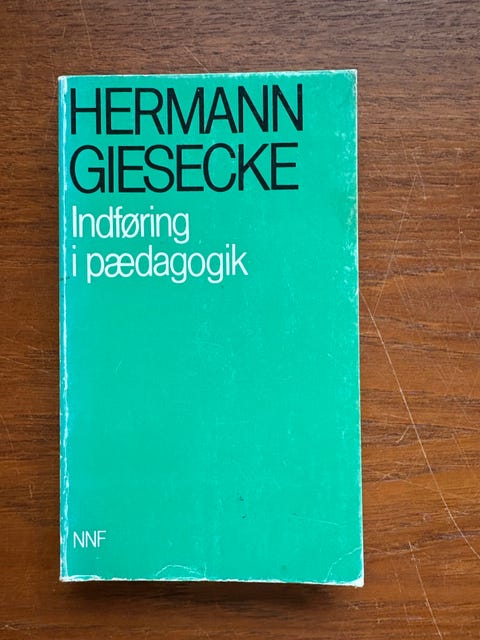 HERMANN
GIESECKE
Indføring
i pædagogik
NNF